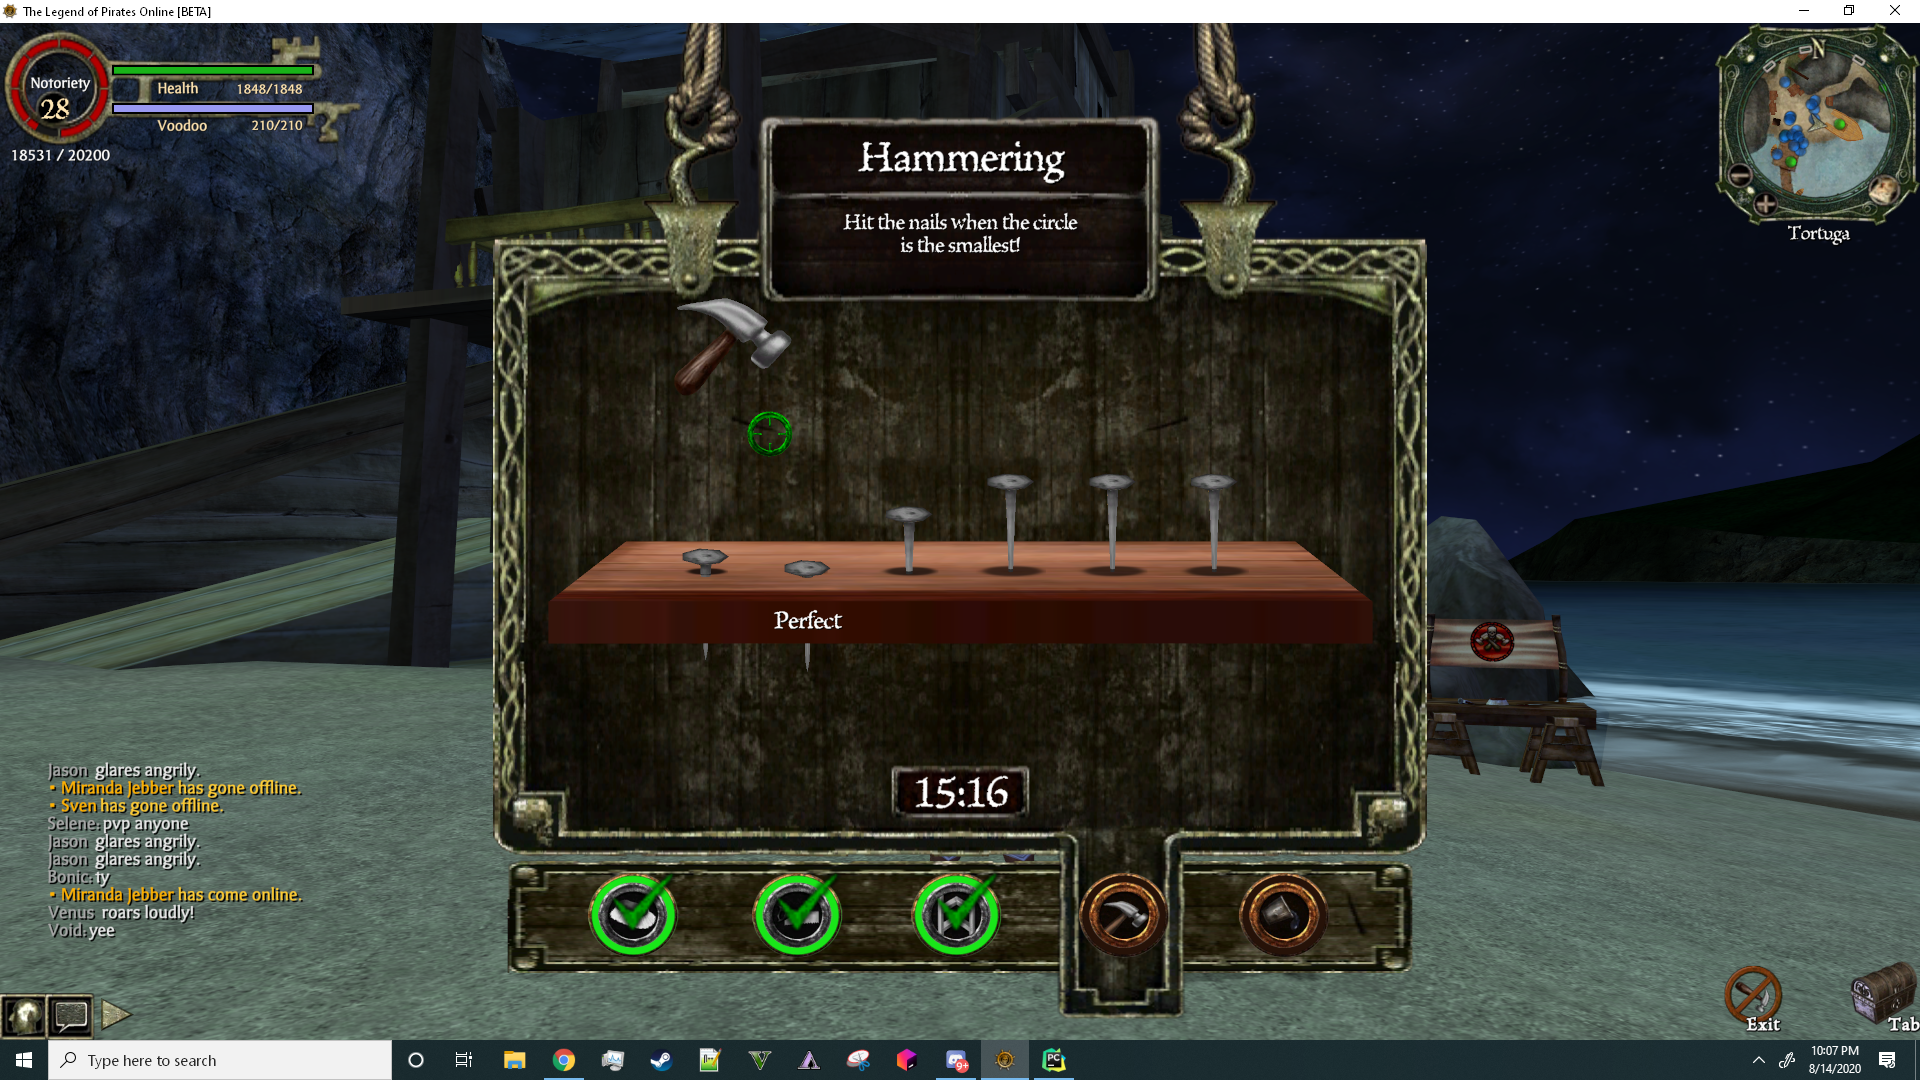 The Legend of Pirates Online [BETA]
Notoriety
28
Health 1848/1848
Voodoo 210/210
18531 / 20200
N
Tortuga
Hammering
Hit the nails when the circle
is the smallest!
Perfect
15:16
Jason glares angrily.
• Miranda Jebber has gone offline.
• Sven has gone offline.
Selene: pvp anyone
Jason glares angrily.
Jason glares angrily.
Bonic: ty
• Miranda Jebber has come online.
Venus roars loudly!
Void: yee
Exit
Tab
Type here to search
9+
PC
10:07 PM
8/14/2020